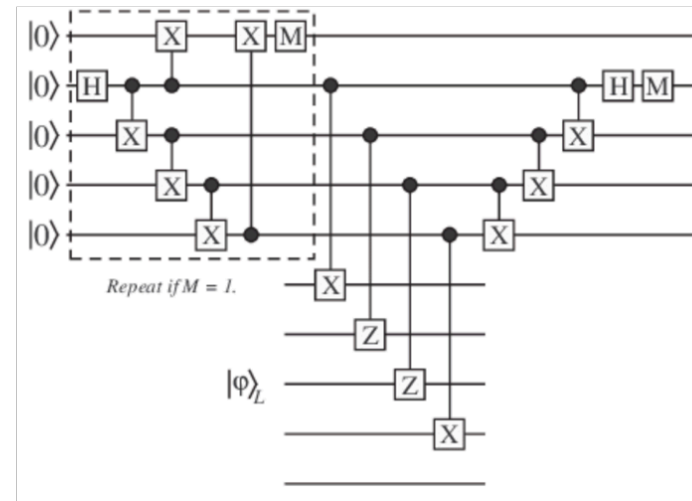 |0⟩ X X M
|0⟩ H H M
|0⟩ X X
|0⟩ X X
|0⟩ X X
Repeat if M = 1. X
Z
|φ⟩L Z
X